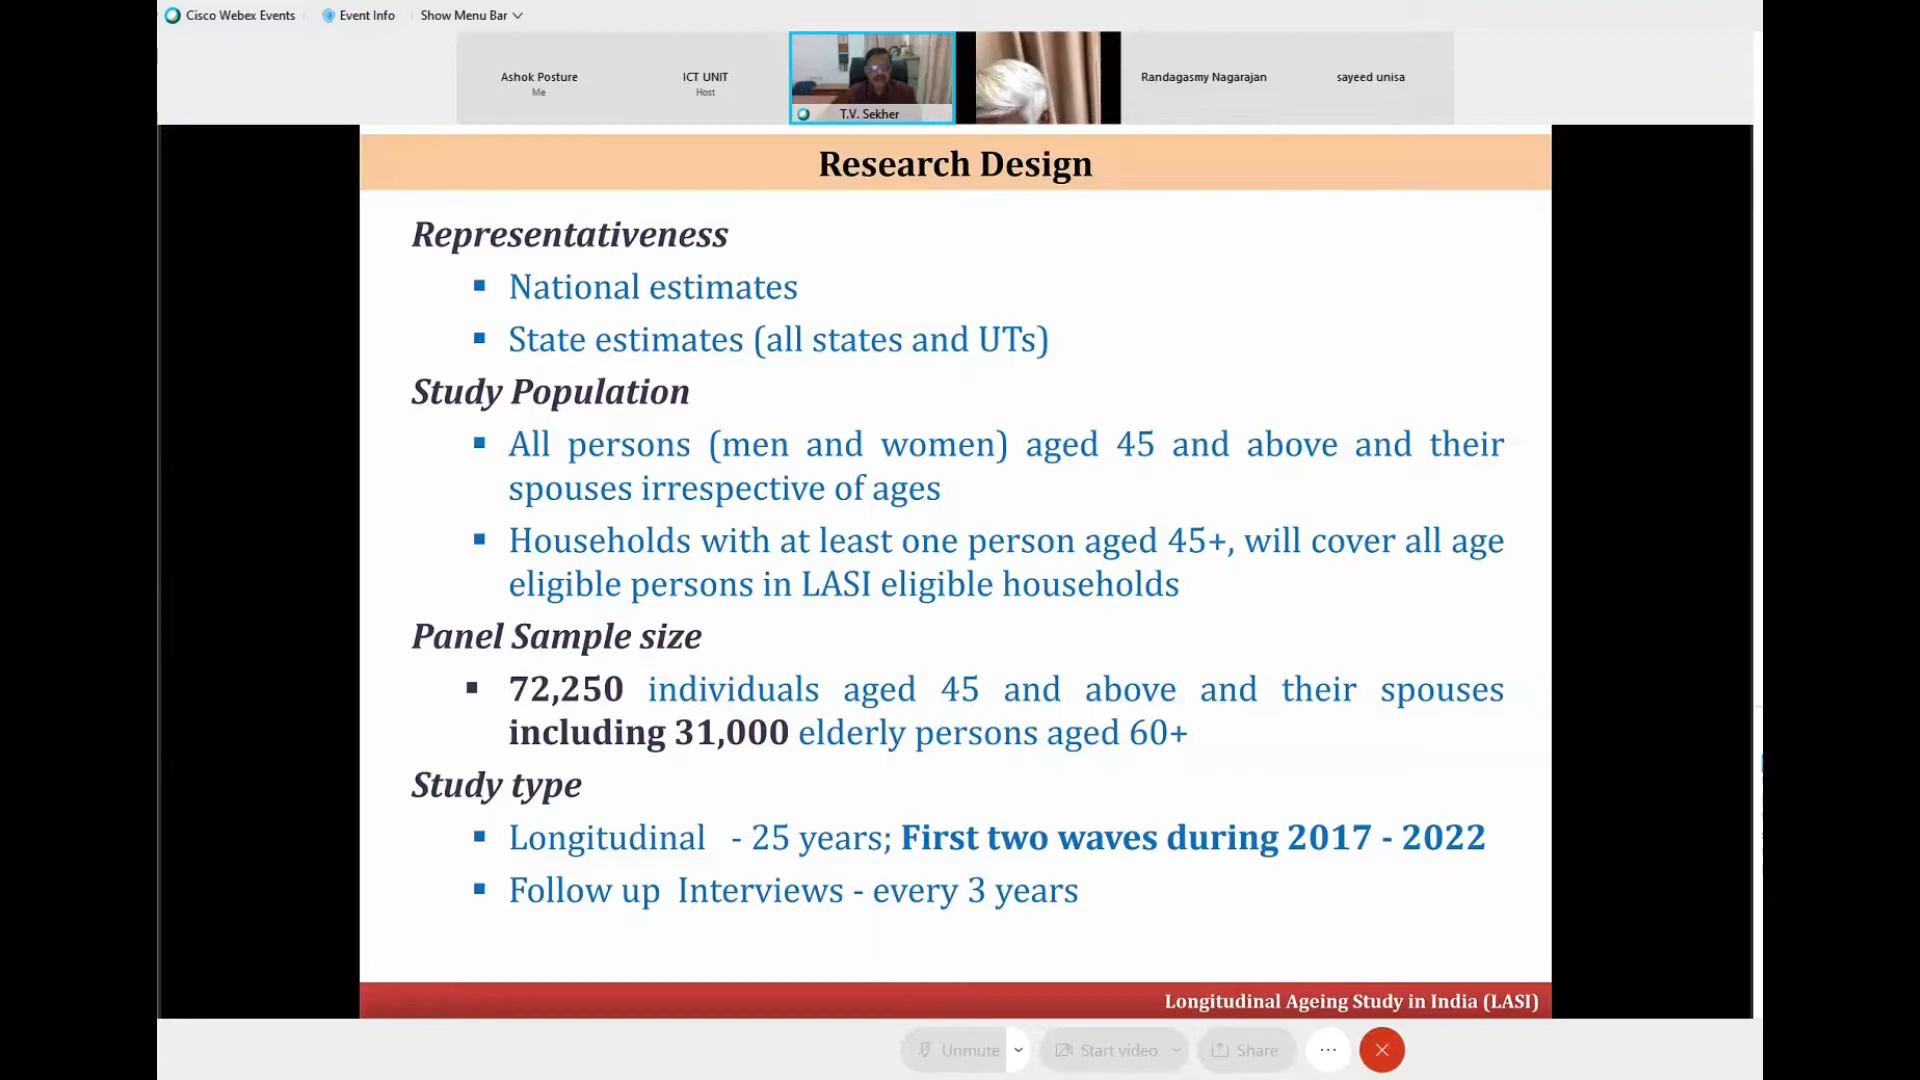 Cisco Webex Events
Event Info
Show Menu Bar
Ashok Posture
Me
ICT UNIT
Host
T.V. Sekher
Randagasmy Nagarajan
sayeed unisa
Research Design
Representativeness
National estimates
State estimates (all states and UTs)
Study Population
All persons (men and women) aged 45 and above and their
spouses irrespective of ages
Households with at least one person aged 45+, will cover all age
eligible persons in LASI eligible households
Panel Sample size
72,250 individuals aged 45 and above and their spouses
including 31,000 elderly persons aged 60+
Study type
Longitudinal - 25 years; First two waves during 2017 - 2022
Follow up Interviews - every 3 years
Longitudinal Ageing Study in India (LASI)
Unmute
Start video
Share